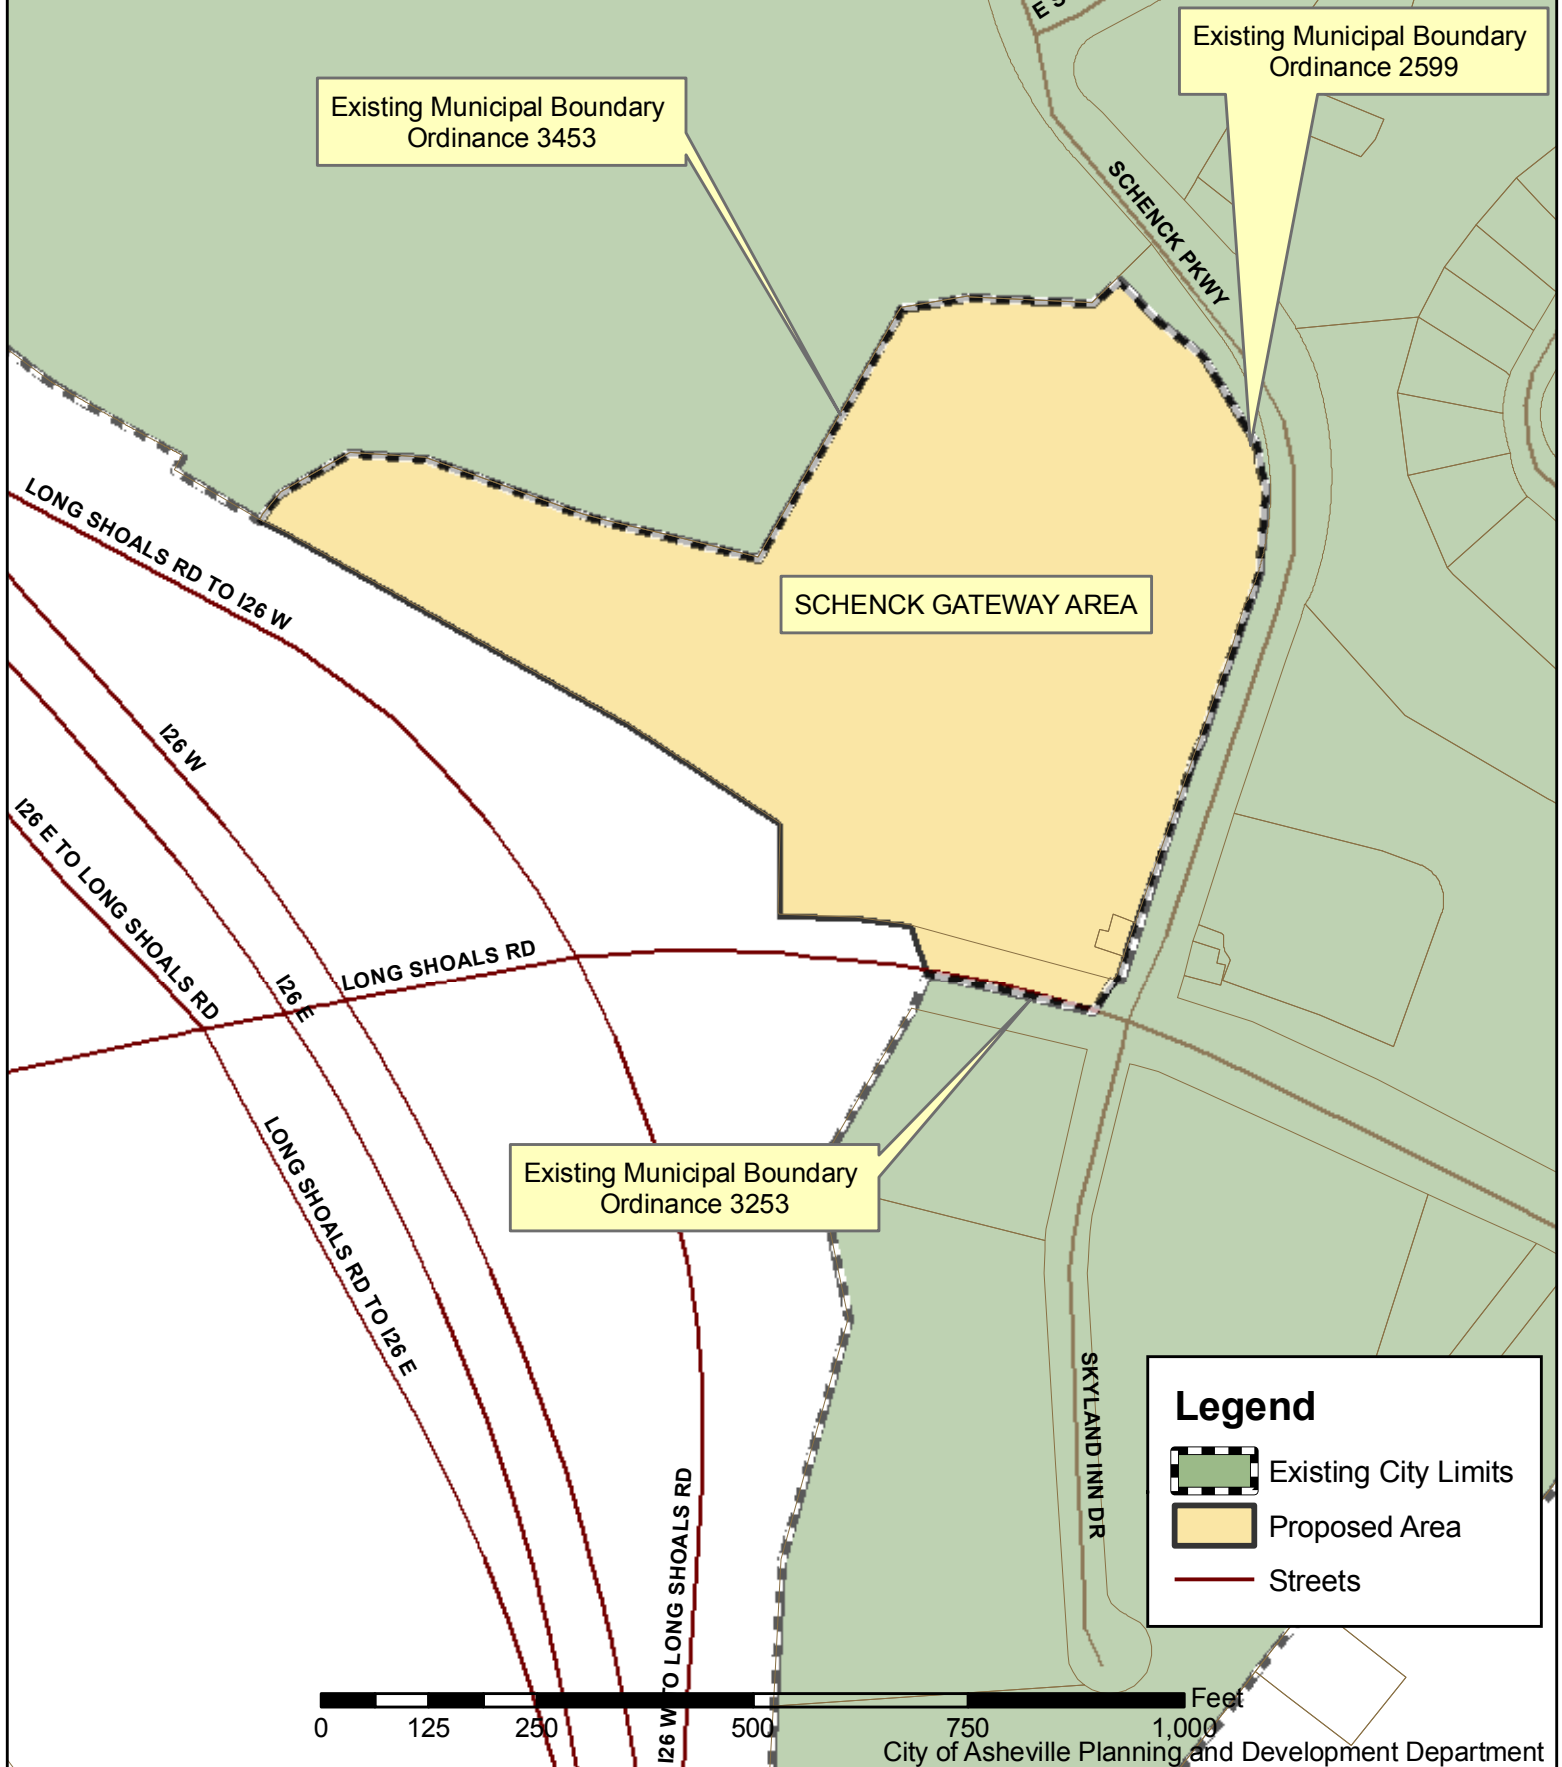 E S
Existing Municipal Boundary
Ordinance 2599
Existing Municipal Boundary
Ordinance 3453
SCHENCK PKWY
LONG SHOALS RD TO I26 W
SCHENCK GATEWAY AREA
I26 W
I26 E TO LONG SHOALS RD
LONG SHOALS RD
I26 E
LONG SHOALS RD TO I26 E
Existing Municipal Boundary
Ordinance 3253
SKYLAND INN DR
I26 W TO LONG SHOALS RD
Legend
Existing City Limits
Proposed Area
Streets
Feet
0 125 250 500 750 1,000
City of Asheville Planning and Development Department